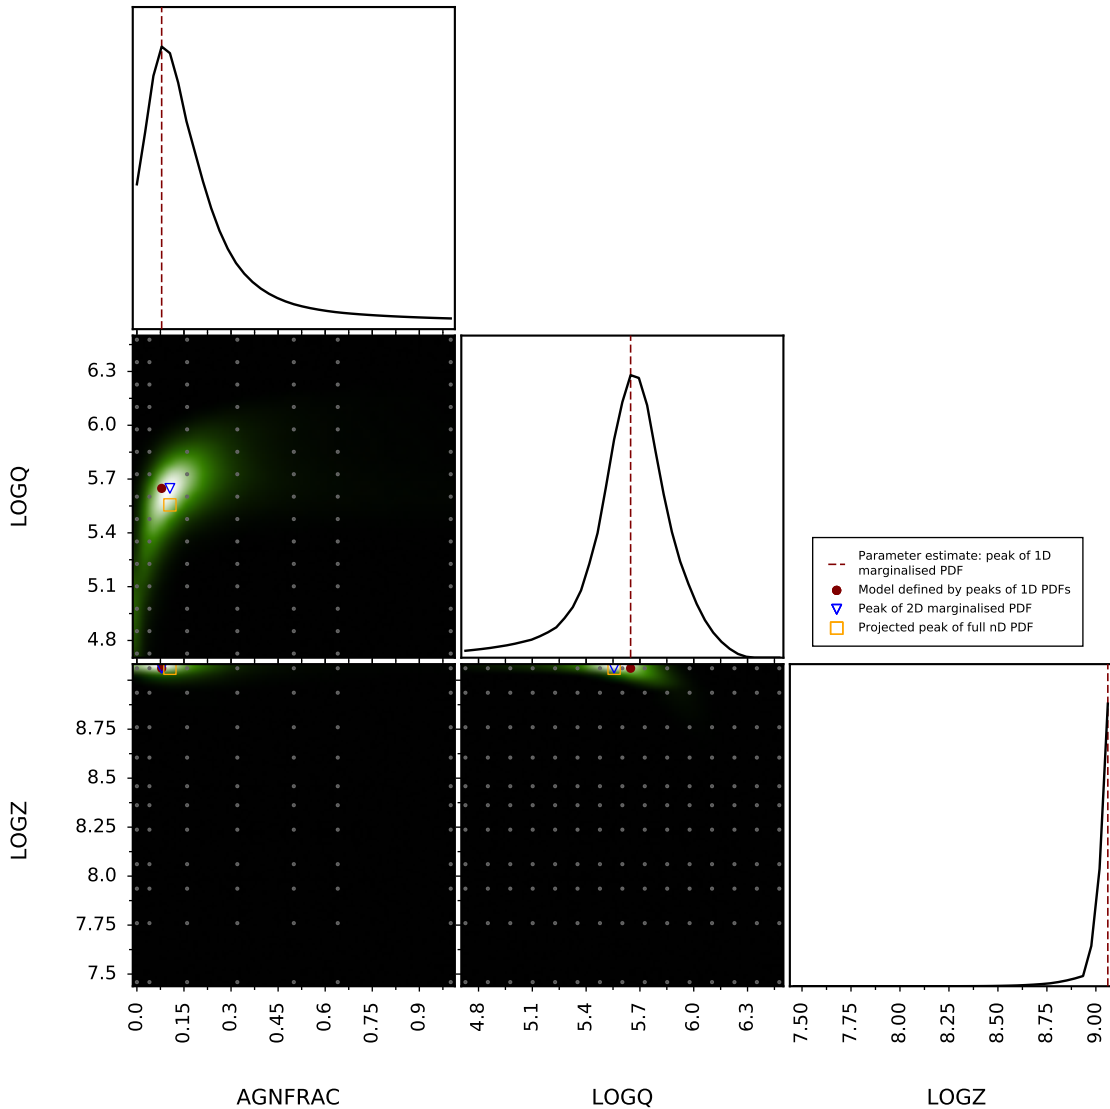 6.3
6.0
5.7
5.4
5.1
4.8
LOGQ
Parameter estimate: peak of 1D
marginalised PDF
Model defined by peaks of 1D PDFs
Peak of 2D marginalised PDF
Projected peak of full nD PDF
8.75
8.5
8.25
8.0
7.75
7.5
LOGZ
0.0 0.15 0.3 0.45 0.6 0.75 0.9
4.8 5.1 5.4 5.7 6.0 6.3
7.50 7.75 8.00 8.25 8.50 8.75 9.00
AGNFRAC LOGQ LOGZ